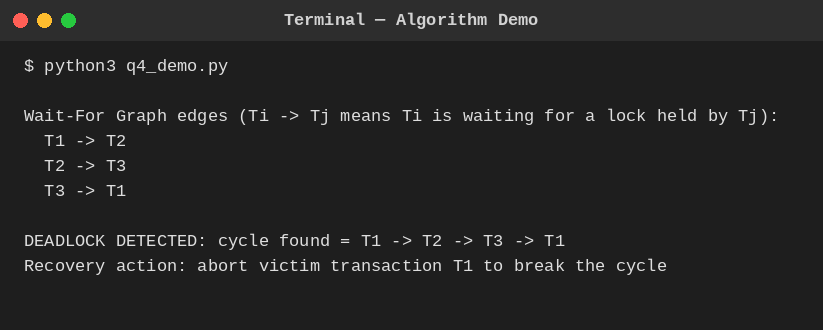 Terminal — Algorithm Demo
$ python3 q4_demo.py
Wait-For Graph edges (Ti -> Tj means Ti is waiting for a lock held by Tj):
T1 -> T2
T2 -> T3
T3 -> T1
DEADLOCK DETECTED: cycle found = T1 -> T2 -> T3 -> T1
Recovery action: abort victim transaction T1 to break the cycle